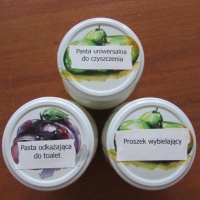 Pasta uniwersalna
do czyszczenia
Pasta odkażająca
do toalet
Proszek wybielający